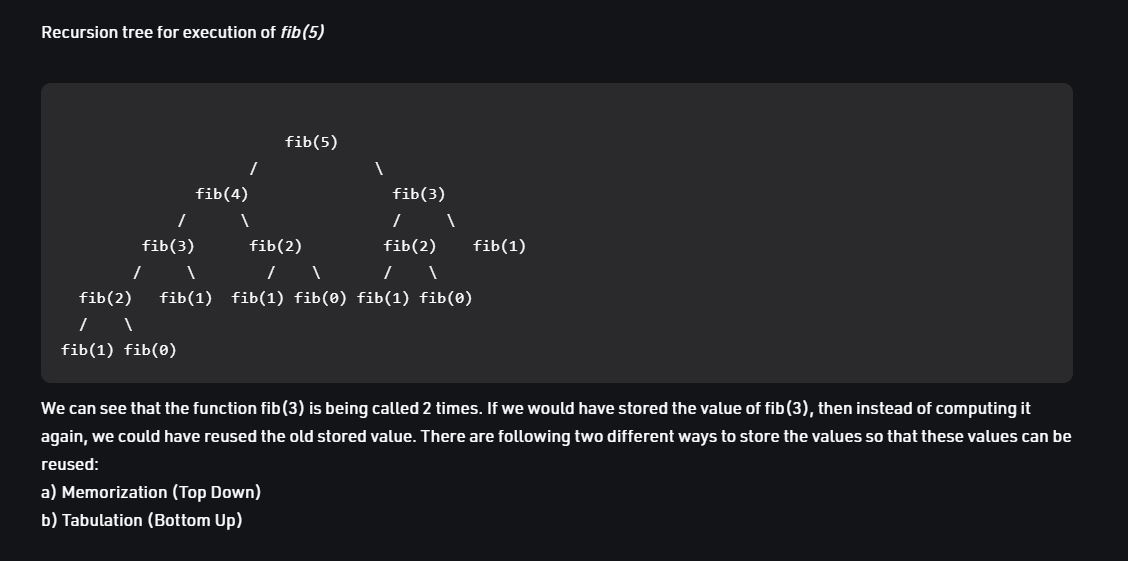 Recursion tree for execution of fib(5)
fib(5)
/ \
fib(4) fib(3)
/ \ / \
fib(3) fib(2) fib(2) fib(1)
/ \ / \ / \
fib(2) fib(1) fib(1) fib(0) fib(1) fib(0)
/ \
fib(1) fib(0)
We can see that the function fib(3) is being called 2 times. If we would have stored the value of fib(3), then instead of computing it
again, we could have reused the old stored value. There are following two different ways to store the values so that these values can be
reused:
a) Memorization (Top Down)
b) Tabulation (Bottom Up)